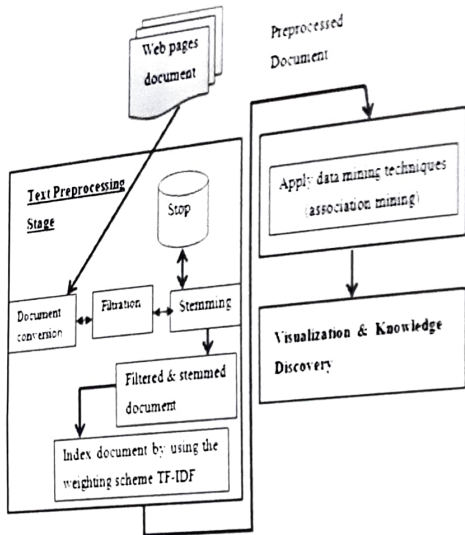 Web pages
document
Preprocessed
Document
Text Preprocessing
Stage
Stop
Apply data mining techniques
(association mining)
Document
conversion
Filtration
Stemming
Visualization & Knowledge
Discovery
Filtered & stemmed
document
Index document by using the
weighting scheme TF-IDF